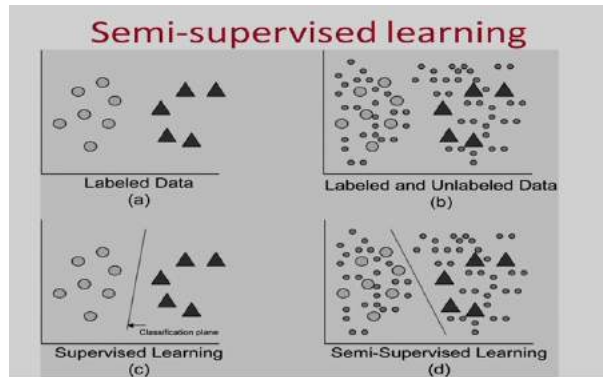 Semi-supervised learning
Labeled Data
(a)
Labeled and Unlabeled Data
(b)
Classification plane
Supervised Learning
(c)
Semi-Supervised Learning
(d)